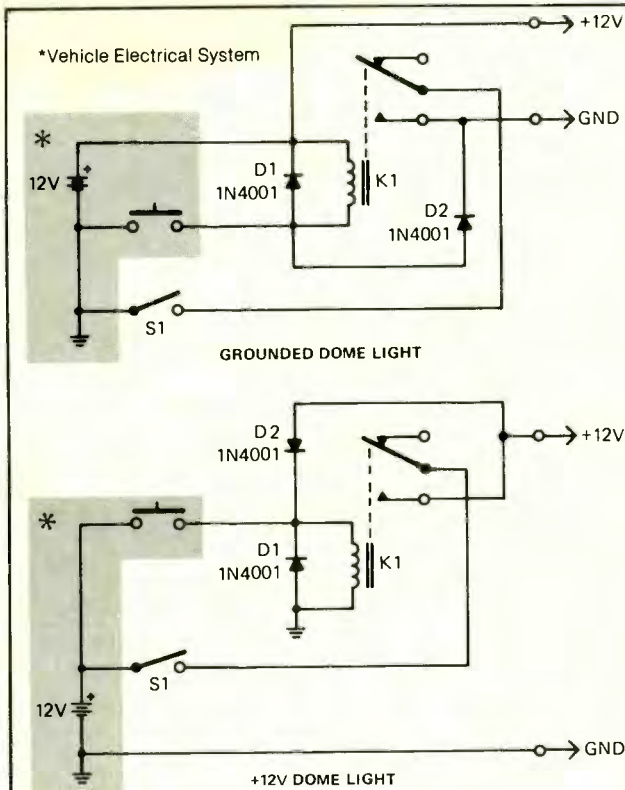 *Vehicle Electrical System
+12V
GND
*
12V
+
D1
1N4001
K1
D2
1N4001
S1
GROUNDED DOME LIGHT
D2
1N4001
+12V
*
D1
1N4001
K1
S1
12V
+
GND
+12V DOME LIGHT